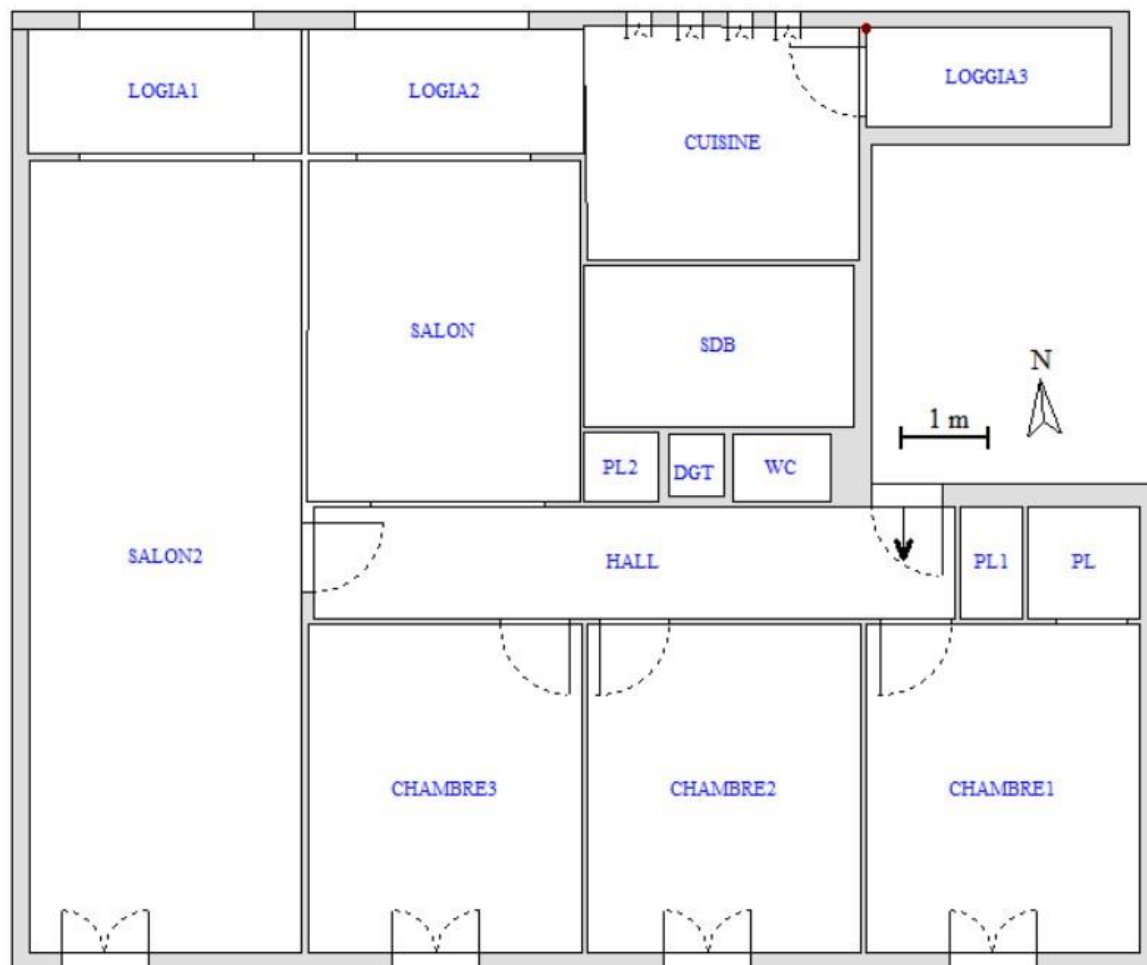 LOGIA1
LOGIA2
LOGGIA3
CUISINE
SALON
SDB
N
1 m
PL2
DGT
WC
SALON2
HALL
PL1
PL
CHAMBRE3
CHAMBRE2
CHAMBRE1